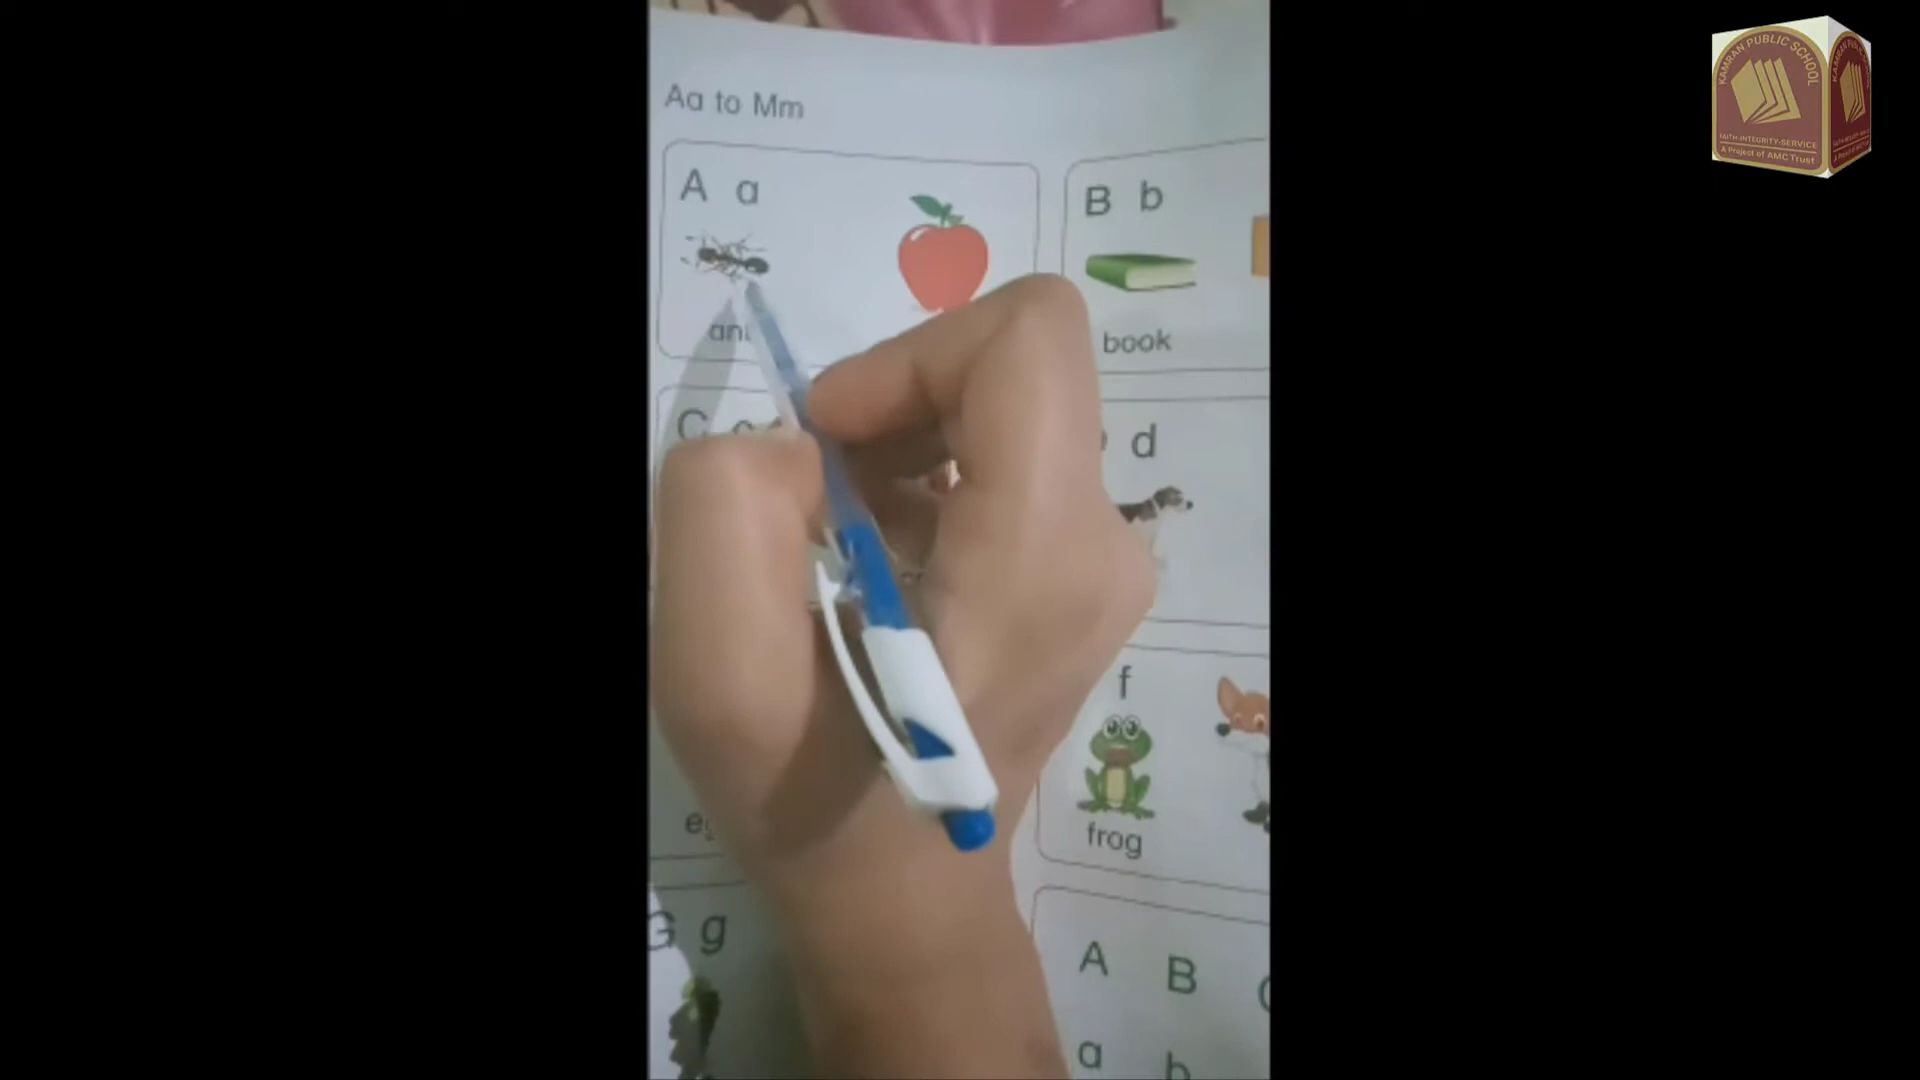 Aa to Mm
A a
B b
book
C
d
f
frog
G g
A B
a b
KAMRAN PUBLIC SCHOOL
FAITH-INTEGRITY-SERVICE
A Project of AMC Trust